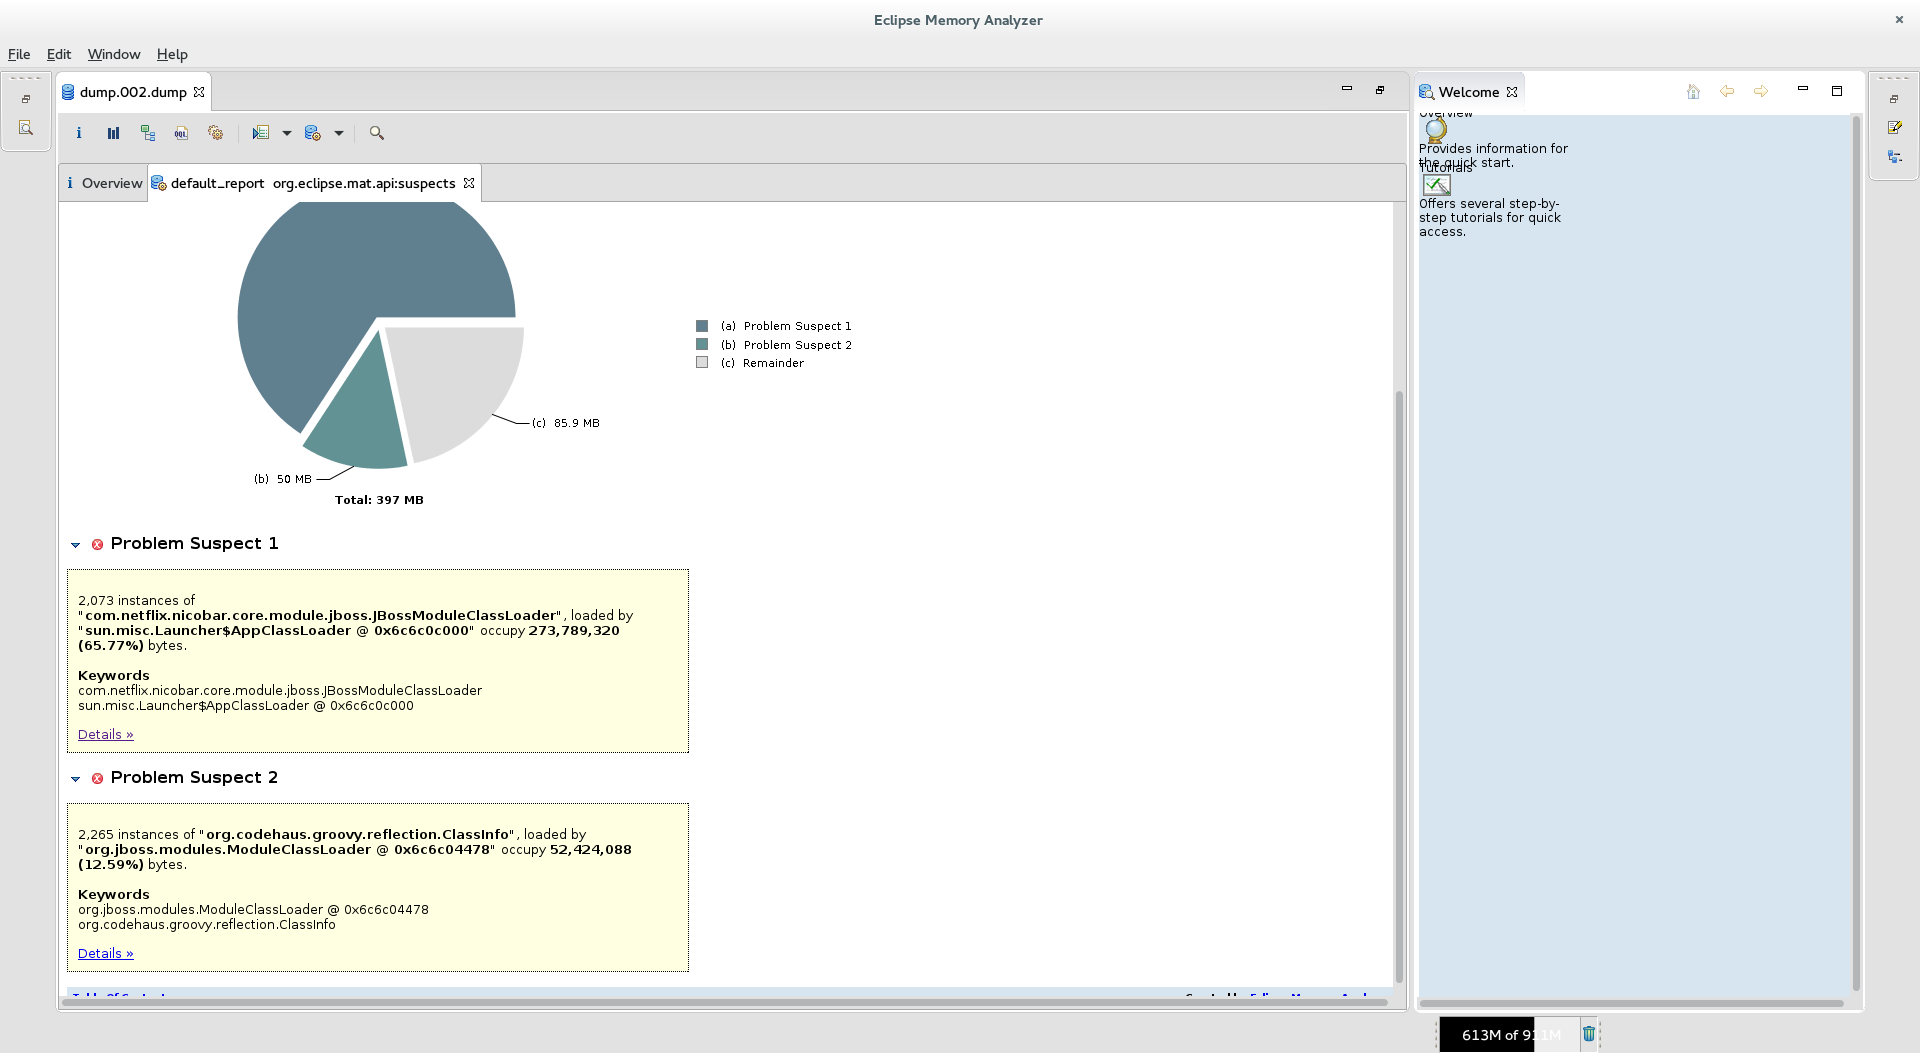 Eclipse Memory Analyzer
File Edit Window Help
dump.002.dump
Welcome
i OQL
i Overview default_report org.eclipse.mat.api:suspects
Overview
Provides information for
the quick start.
Tutorials
Offers several step-by-
step tutorials for quick
access.
(a) Problem Suspect 1
(b) Problem Suspect 2
(c) Remainder
(c) 85.9 MB
(b) 50 MB
Total: 397 MB
Problem Suspect 1
2,073 instances of
"com.netflix.nicobar.core.module.jboss.JBossModuleClassLoader", loaded by
"sun.misc.Launcher$AppClassLoader @ 0x6c6c0c000" occupy 273,789,320
(65.77%) bytes.
Keywords
com.netflix.nicobar.core.module.jboss.JBossModuleClassLoader
sun.misc.Launcher$AppClassLoader @ 0x6c6c0c000
Details »
Problem Suspect 2
2,265 instances of "org.codehaus.groovy.reflection.ClassInfo", loaded by
"org.jboss.modules.ModuleClassLoader @ 0x6c6c04478" occupy 52,424,088
(12.59%) bytes.
Keywords
org.jboss.modules.ModuleClassLoader @ 0x6c6c04478
org.codehaus.groovy.reflection.ClassInfo
Details »
613M of 911M